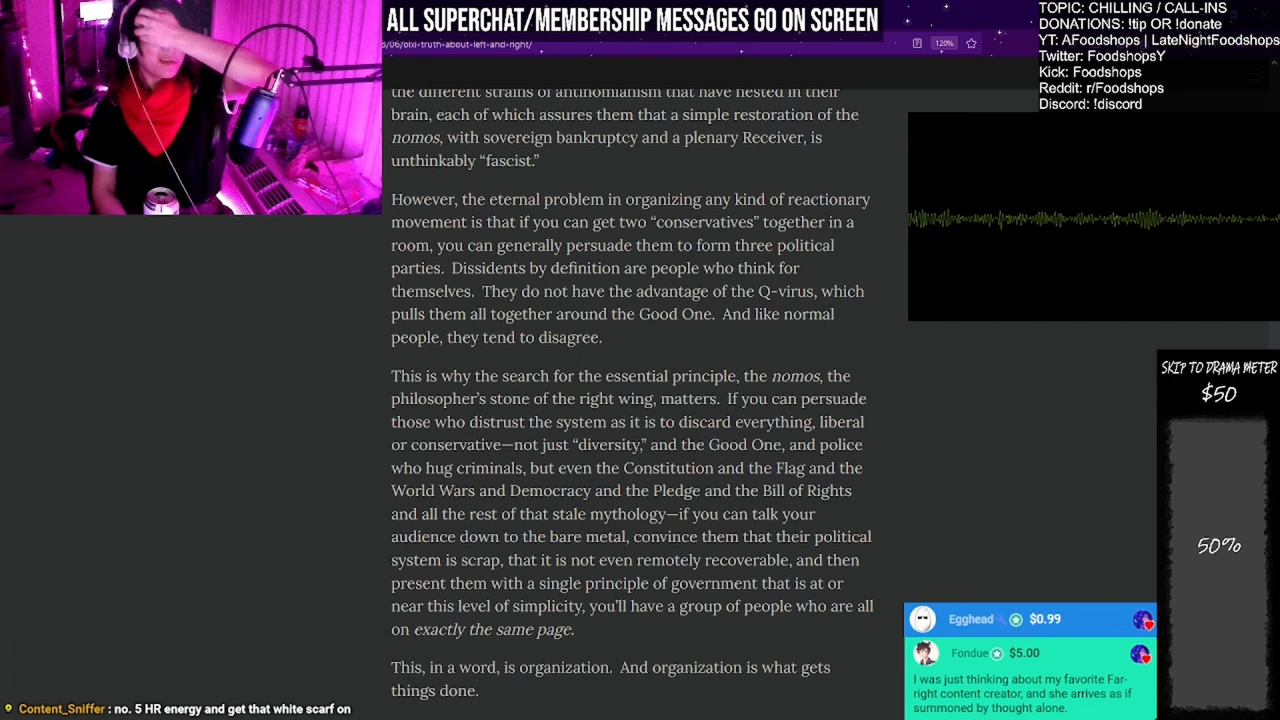 ALL SUPERCHAT/MEMBERSHIP MESSAGES GO ON SCREEN
/06/olxi-truth-about-left-and-right/
120%
TOPIC: CHILLING / CALL-INS
DONATIONS: !tip OR !donate
YT: AFoodshops | LateNightFoodshops
Twitter: FoodshopsY
Kick: Foodshops
Reddit: r/Foodshops
Discord: !discord
the different strains of antinomianism that have nested in their
brain, each of which assures them that a simple restoration of the
nomos, with sovereign bankruptcy and a plenary Receiver, is
unthinkably “fascist.”
However, the eternal problem in organizing any kind of reactionary
movement is that if you can get two “conservatives” together in a
room, you can generally persuade them to form three political
parties. Dissidents by definition are people who think for
themselves. They do not have the advantage of the Q-virus, which
pulls them all together around the Good One. And like normal
people, they tend to disagree.
This is why the search for the essential principle, the nomos, the
philosopher’s stone of the right wing, matters. If you can persuade
those who distrust the system as it is to discard everything, liberal
or conservative—not just “diversity,” and the Good One, and police
who hug criminals, but even the Constitution and the Flag and the
World Wars and Democracy and the Pledge and the Bill of Rights
and all the rest of that stale mythology—if you can talk your
audience down to the bare metal, convince them that their political
system is scrap, that it is not even remotely recoverable, and then
present them with a single principle of government that is at or
near this level of simplicity, you’ll have a group of people who are all
on exactly the same page.
This, in a word, is organization. And organization is what gets
things done.
SKIP TO DRAMA METER
$50
50%
Egghead $0.99
Fondue $5.00
I was just thinking about my favorite Far-
right content creator, and she arrives as if
summoned by thought alone.
Content_Sniffer : no. 5 HR energy and get that white scarf on